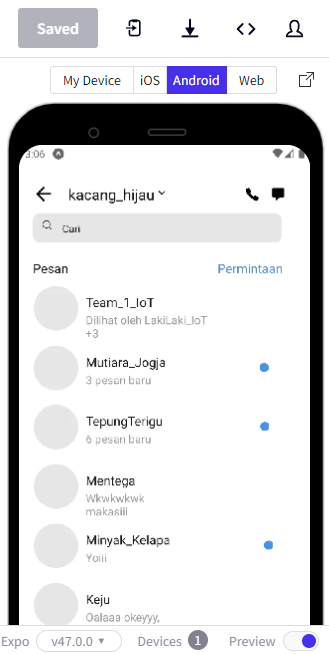 Saved
My Device
iOS
Android
Web
3:06
kacang_hijau
Cari
Pesan
Permintaan
Team_1_IoT
Dilihat oleh LakiLaki_IoT
+3
Mutiara_Jogja
3 pesan baru
TepungTerigu
6 pesan baru
Mentega
Wkwkwkwk
makasiii
Minyak_Kelapa
Yoiii
Keju
Oalaaa okeyyy,
Expo
v47.0.0
Devices
1
Preview